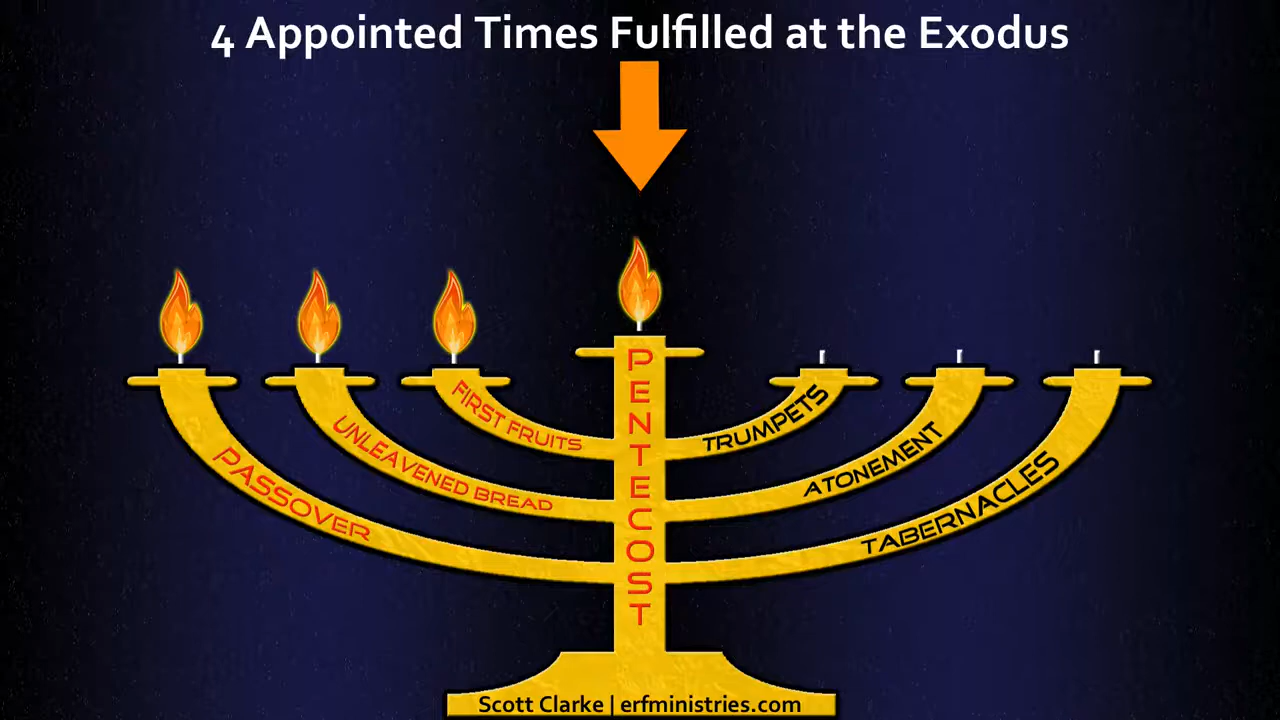 4 Appointed Times Fulfilled at the Exodus
PASSOVER
UNLEAVENED BREAD
FIRST FRUITS
PENTECOST
TRUMPETS
ATONEMENT
TABERNACLES
Scott Clarke | erfministries.com